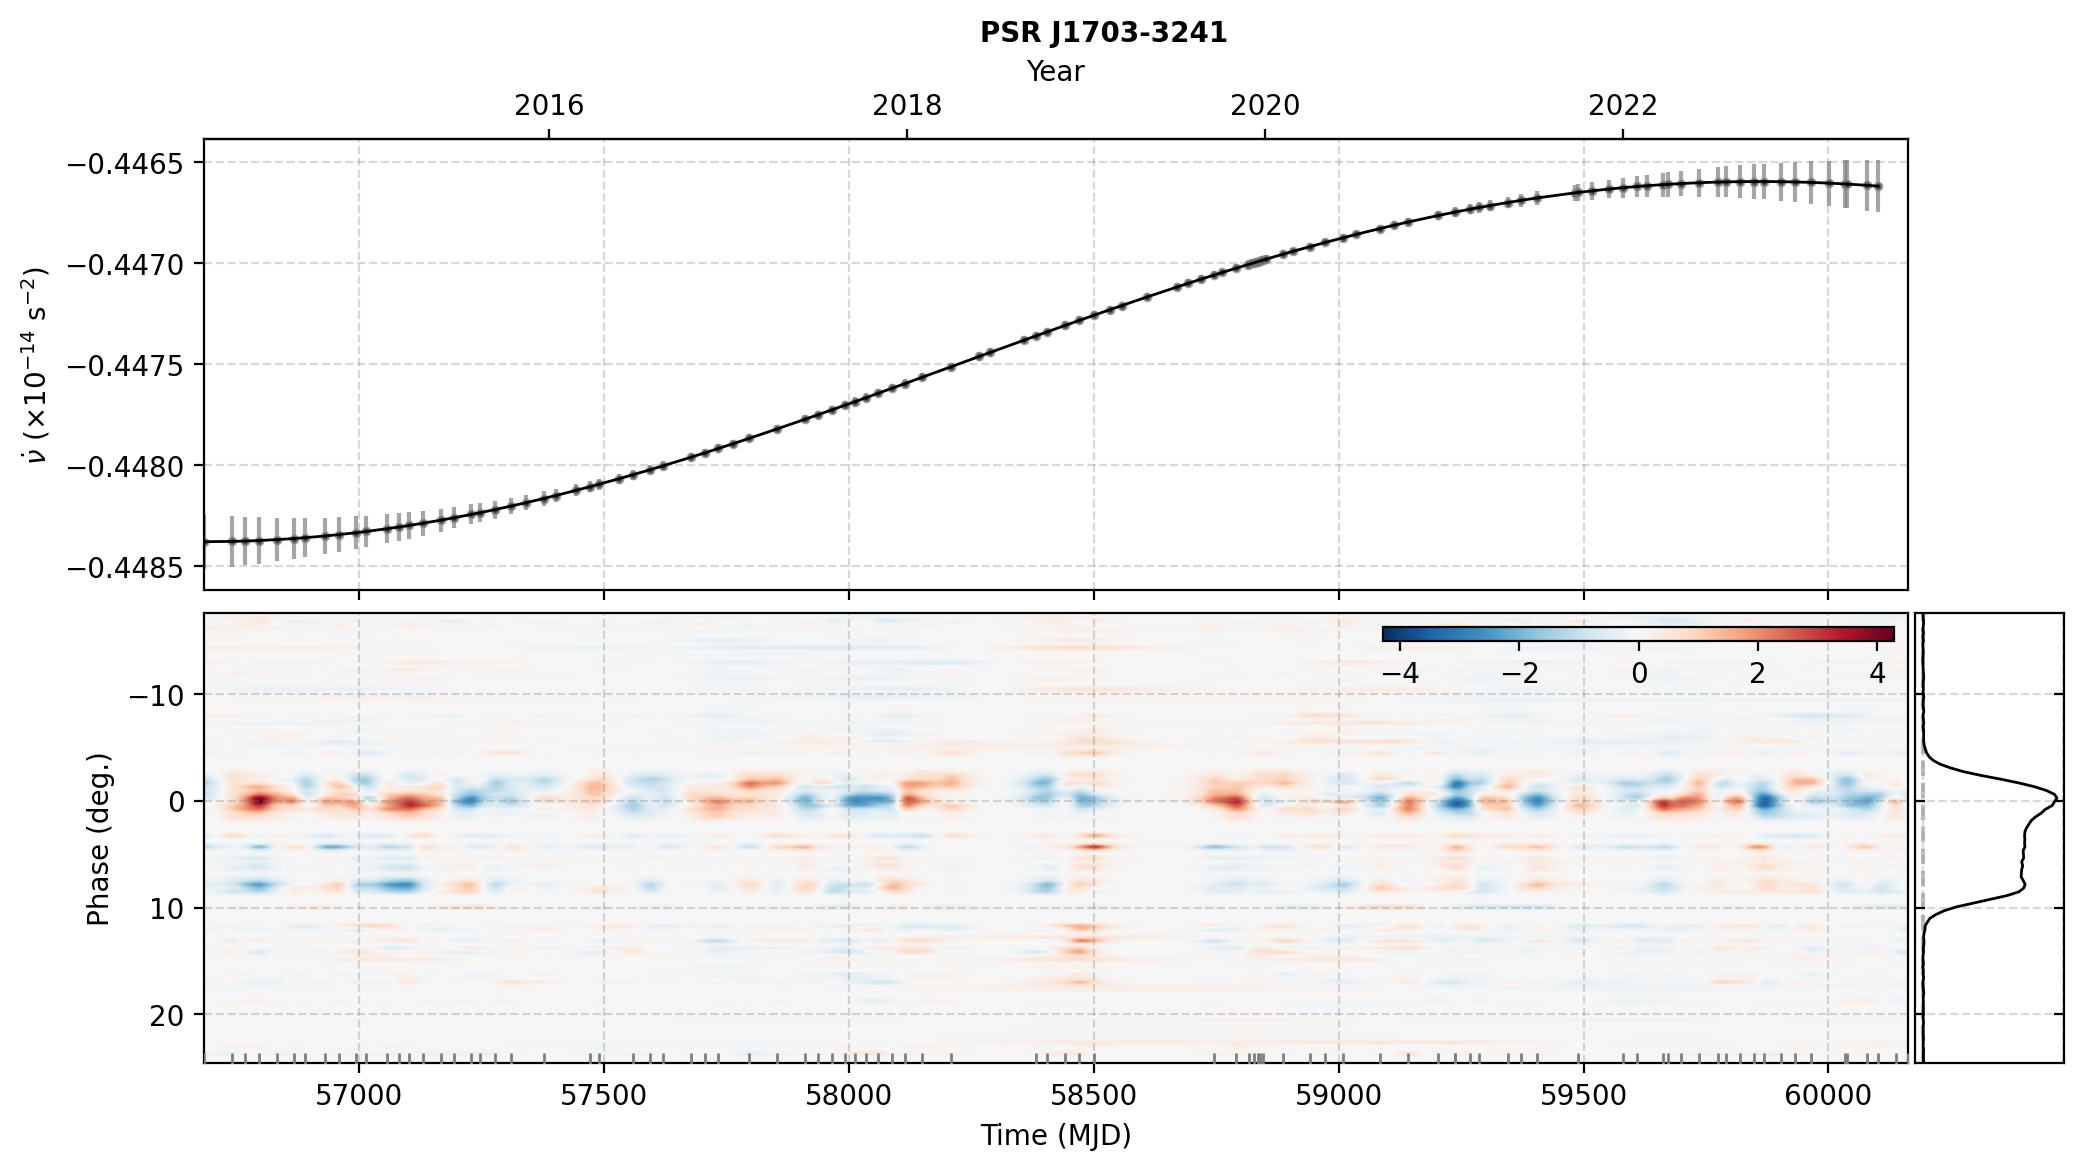 PSR J1703-3241
Year
2016 2018 2020 2022
−0.4465
−0.4470
−0.4475
−0.4480
−0.4485
ν̇ (×10⁻¹⁴ s⁻²)
−4 −2 0 2 4
−10
0
10
20
Phase (deg.)
57000 57500 58000 58500 59000 59500 60000
Time (MJD)